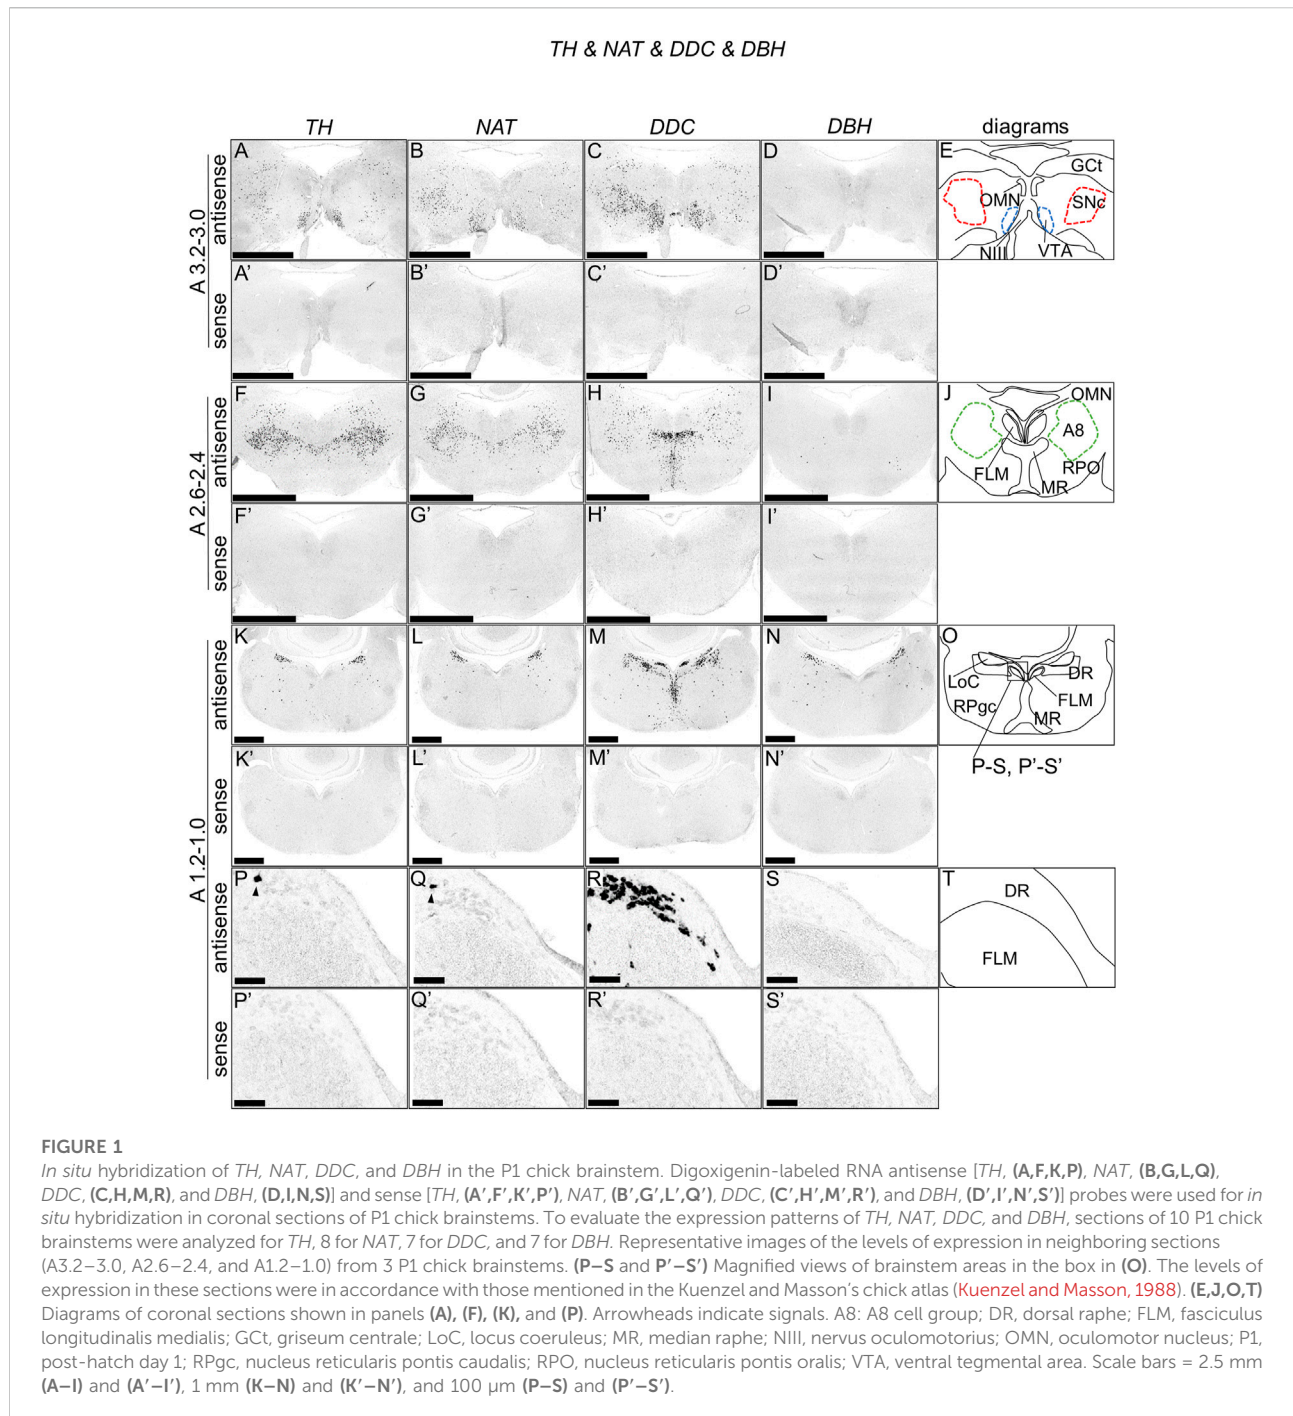 TH & NAT & DDC & DBH
TH NAT DDC DBH diagrams
A 3.2-3.0
antisense
A B C D E
GCt
OMN
SNc
NIII
VTA
sense
A’ B’ C’ D’
A 2.6-2.4
antisense
F G H I J
OMN
A8
FLM
RPO
MR
sense
F’ G’ H’ I’
A 1.2-1.0
antisense
K L M N O
LoC
DR
RPgc
FLM
MR
P-S, P’-S’
sense
K’ L’ M’ N’
antisense
P Q R S T
DR
FLM
sense
P’ Q’ R’ S’
FIGURE 1
In situ hybridization of TH, NAT, DDC, and DBH in the P1 chick brainstem. Digoxigenin-labeled RNA antisense [TH, (A,F,K,P), NAT, (B,G,L,Q),
DDC, (C,H,M,R), and DBH, (D,I,N,S)] and sense [TH, (A′,F′,K′,P′), NAT, (B′,G′,L′,Q′), DDC, (C′,H′,M′,R′), and DBH, (D′,I′,N′,S′)] probes were used for in
situ hybridization in coronal sections of P1 chick brainstems. To evaluate the expression patterns of TH, NAT, DDC, and DBH, sections of 10 P1 chick
brainstems were analyzed for TH, 8 for NAT, 7 for DDC, and 7 for DBH. Representative images of the levels of expression in neighboring sections
(A3.2–3.0, A2.6–2.4, and A1.2–1.0) from 3 P1 chick brainstems. (P–S and P′–S′) Magnified views of brainstem areas in the box in (O). The levels of
expression in these sections were in accordance with those mentioned in the Kuenzel and Masson’s chick atlas (Kuenzel and Masson, 1988). (E,J,O,T)
Diagrams of coronal sections shown in panels (A), (F), (K), and (P). Arrowheads indicate signals. A8: A8 cell group; DR, dorsal raphe; FLM, fasciculus
longitudinalis medialis; GCt, griseum centrale; LoC, locus coeruleus; MR, median raphe; NIII, nervus oculomotorius; OMN, oculomotor nucleus; P1,
post-hatch day 1; RPgc, nucleus reticularis pontis caudalis; RPO, nucleus reticularis pontis oralis; VTA, ventral tegmental area. Scale bars = 2.5 mm
(A–I) and (A′–I′), 1 mm (K–N) and (K′–N′), and 100 μm (P–S) and (P′–S′).